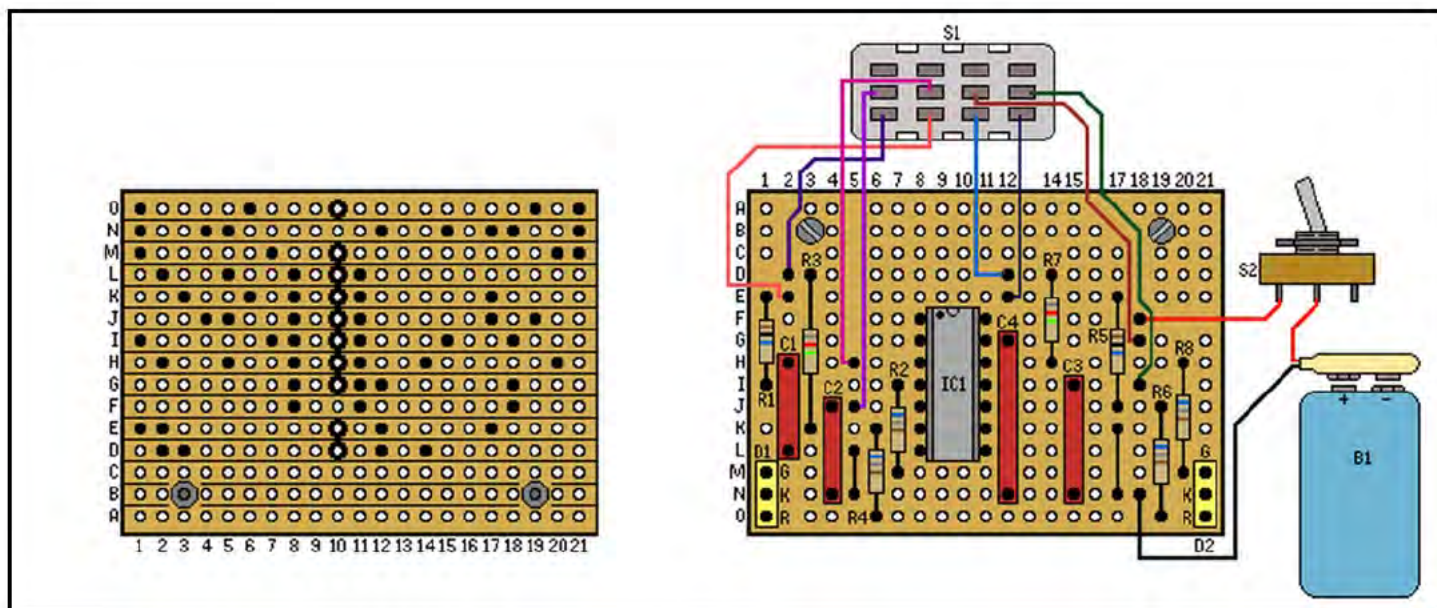 S1
1 2 3 4 5 6 7 8 9 10 11 12 14 15 17 18 19 20 21
A
B
C
D
E
F
G
H
I
J
K
L
M
N
O
R3
R7
R1
C1
C2
R2
R4
IC1
C4
C3
R5
R6
R8
D1
G
K
R
G
K
R
D2
S2
+ -
B1
O
N
M
L
K
J
I
H
G
F
E
D
C
B
A
1 2 3 4 5 6 7 8 9 10 11 12 13 14 15 16 17 18 19 20 21